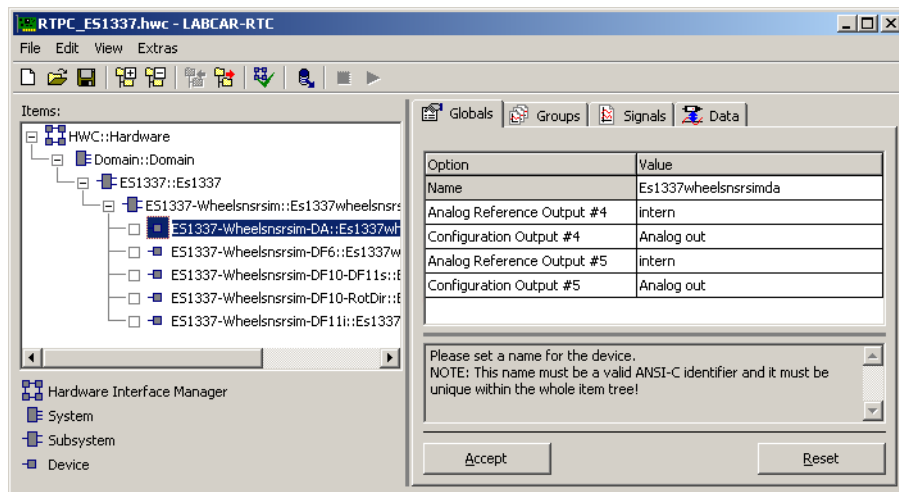 RTPC_ES1337.hwc - LABCAR-RTC
File Edit View Extras
Items:
HWC::Hardware
Domain::Domain
ES1337::Es1337
ES1337-Wheelsnsrsim::Es1337wheelsnsrs
ES1337-Wheelsnsrsim-DA::Es1337wh
ES1337-Wheelsnsrsim-DF6::Es1337w
ES1337-Wheelsnsrsim-DF10-DF11s::E
ES1337-Wheelsnsrsim-DF10-RotDir::E
ES1337-Wheelsnsrsim-DF11i::Es1337
Hardware Interface Manager
System
Subsystem
Device
Globals Groups Signals Data
Option Value
Name Es1337wheelsnsrsimda
Analog Reference Output #4 intern
Configuration Output #4 Analog out
Analog Reference Output #5 intern
Configuration Output #5 Analog out
Please set a name for the device.
NOTE: This name must be a valid ANSI-C identifier and it must be
unique within the whole item tree!
Accept Reset